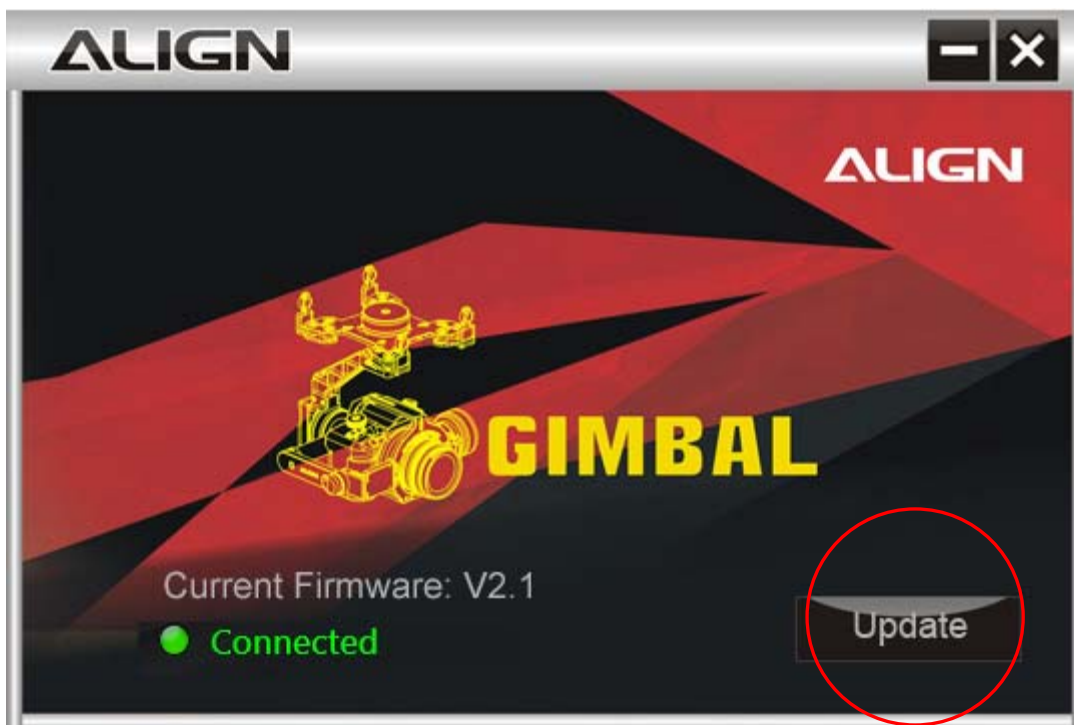 ALIGN
ALIGN
GIMBAL
Current Firmware: V2.1
Connected
Update